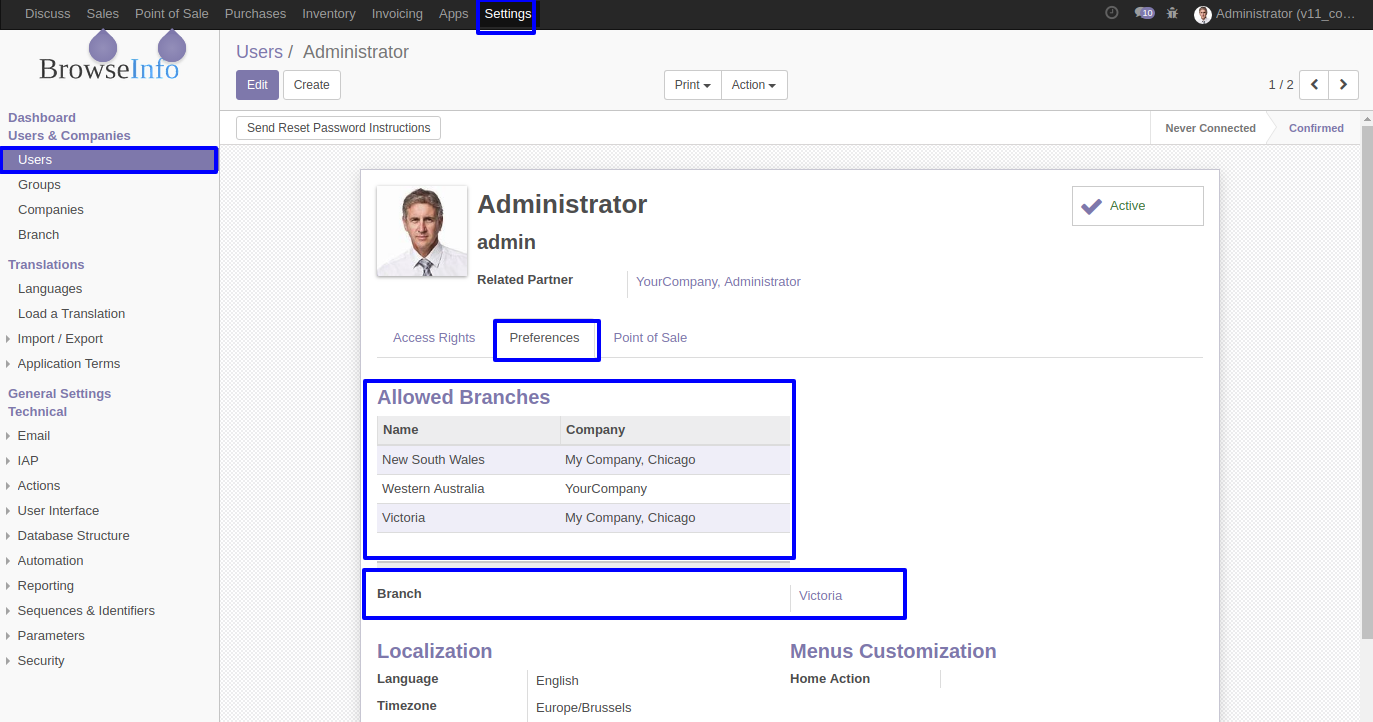 Discuss Sales Point of Sale Purchases Inventory Invoicing Apps Settings 10 Administrator (v11_co…
BrowseInfo
Users / Administrator
Edit Create Print Action 1 / 2
Send Reset Password Instructions Never Connected Confirmed
Dashboard
Users & Companies
Users
Groups
Companies
Branch
Translations
Languages
Load a Translation
Import / Export
Application Terms
General Settings
Technical
Email
IAP
Actions
User Interface
Database Structure
Automation
Reporting
Sequences & Identifiers
Parameters
Security
Administrator
Active
admin
Related Partner YourCompany, Administrator
Access Rights Preferences Point of Sale
Allowed Branches
Name Company
New South Wales My Company, Chicago
Western Australia YourCompany
Victoria My Company, Chicago
Branch Victoria
Localization Menus Customization
Language English Home Action
Timezone Europe/Brussels